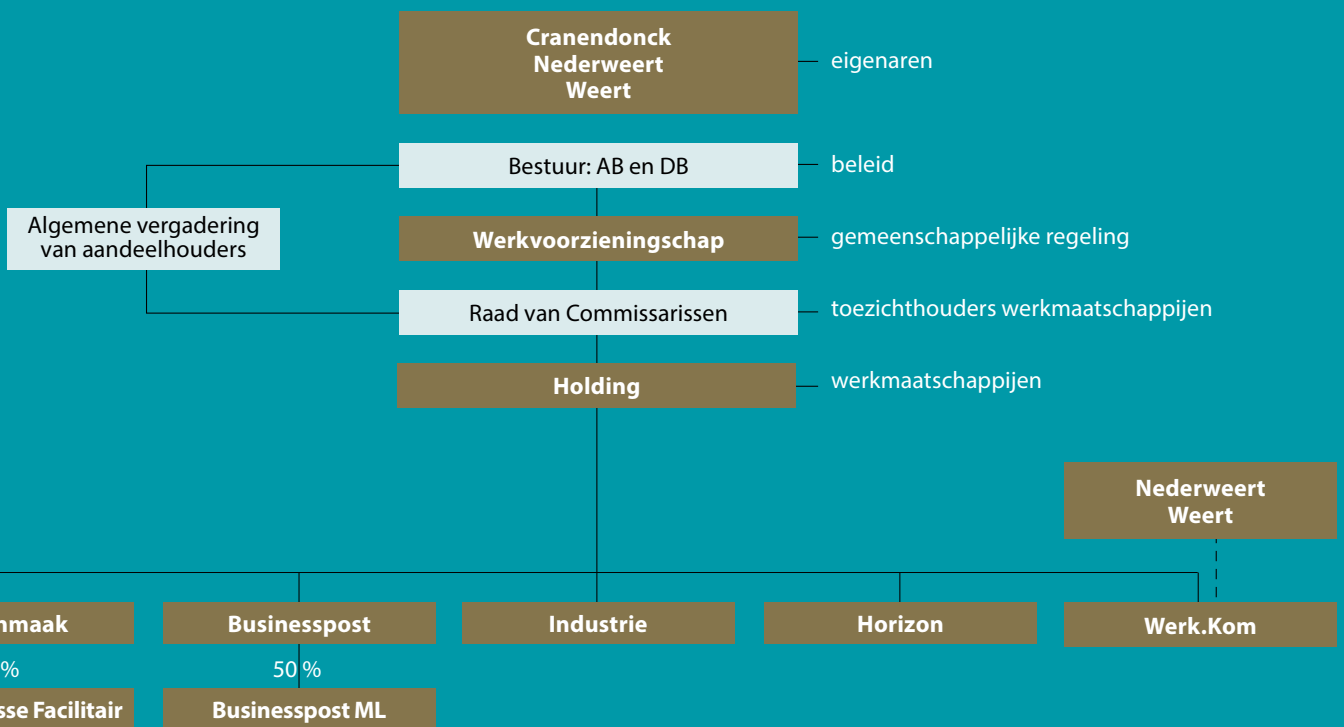 Cranendonck
Nederweert
Weert
eigenaren
Bestuur: AB en DB
beleid
Algemene vergadering
van aandeelhouders
Werkvoorzieningschap
gemeenschappelijke regeling
Raad van Commissarissen
toezichthouders werkmaatschappijen
Holding
werkmaatschappijen
Nederweert
Weert
nmaak
Businesspost
Industrie
Horizon
Werk.Kom
%
50 %
sse Facilitair
Businesspost ML